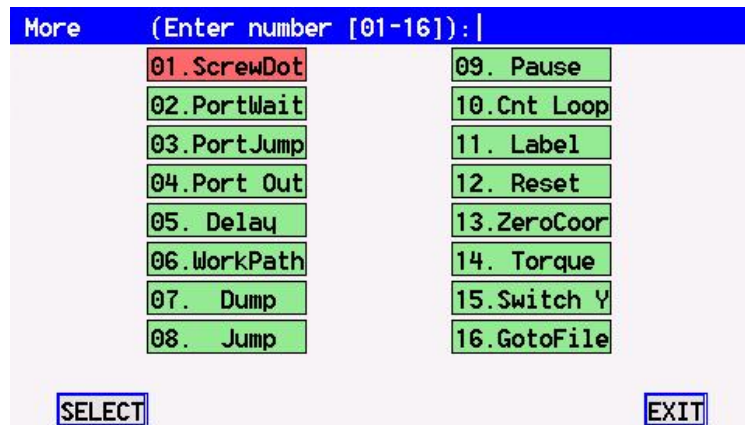 More (Enter number [01-16]):
01.ScrewDot
02.PortWait
03.PortJump
04.Port Out
05. Delay
06.WorkPath
07. Dump
08. Jump
09. Pause
10.Cnt Loop
11. Label
12. Reset
13.ZeroCoor
14. Torque
15.Switch Y
16.GotoFile
SELECT
EXIT